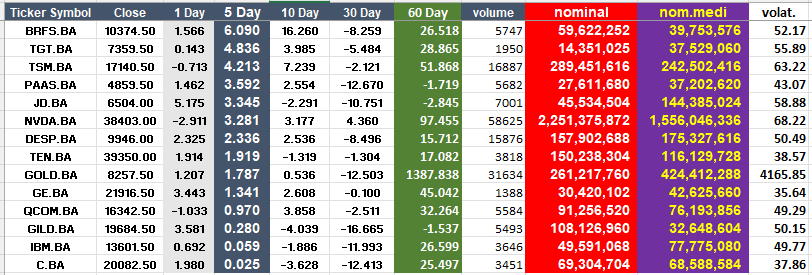 Ticker Symbol Close 1 Day 5 Day 10 Day 30 Day 60 Day volume nominal nom.medi volat.
BRFS.BA 10374.50 1.566 6.090 16.260 -8.259 26.518 5747 59,622,252 39,753,576 52.17
TGT.BA 7359.50 0.143 4.836 3.985 -5.484 28.865 1950 14,351,025 37,529,060 55.89
TSM.BA 17140.50 -0.713 4.213 7.239 -2.121 51.868 16887 289,451,616 242,502,416 63.22
PAAS.BA 4859.50 1.462 3.592 2.554 -12.670 -1.719 5682 27,611,680 37,202,620 43.07
JD.BA 6504.00 5.175 3.345 -2.291 -10.751 -2.845 7001 45,534,504 144,385,024 58.88
NVDA.BA 38403.00 -2.911 3.281 3.177 4.360 97.455 58625 2,251,375,872 1,556,046,336 68.22
DESP.BA 9946.00 2.325 2.336 2.536 -8.496 15.712 15876 157,902,688 175,327,616 50.49
TEN.BA 39350.00 1.914 1.919 -1.319 -1.304 17.082 3818 150,238,304 116,129,728 38.57
GOLD.BA 8257.50 1.207 1.787 0.536 -12.503 1387.838 31634 261,217,760 424,412,288 4165.85
GE.BA 21916.50 3.443 1.341 2.608 -0.100 45.042 1388 30,420,102 42,625,660 35.64
QCOM.BA 16342.50 -1.033 0.970 3.858 -2.511 32.264 5584 91,256,520 76,193,856 49.29
GILD.BA 19684.50 3.581 0.280 -4.039 -16.665 -1.537 5493 108,126,960 32,648,604 50.15
IBM.BA 13601.50 0.692 0.059 -1.886 -11.993 26.599 3646 49,591,068 77,775,080 49.77
C.BA 20082.50 1.980 0.025 -3.628 -12.413 25.497 3451 69,304,704 68,588,584 37.86